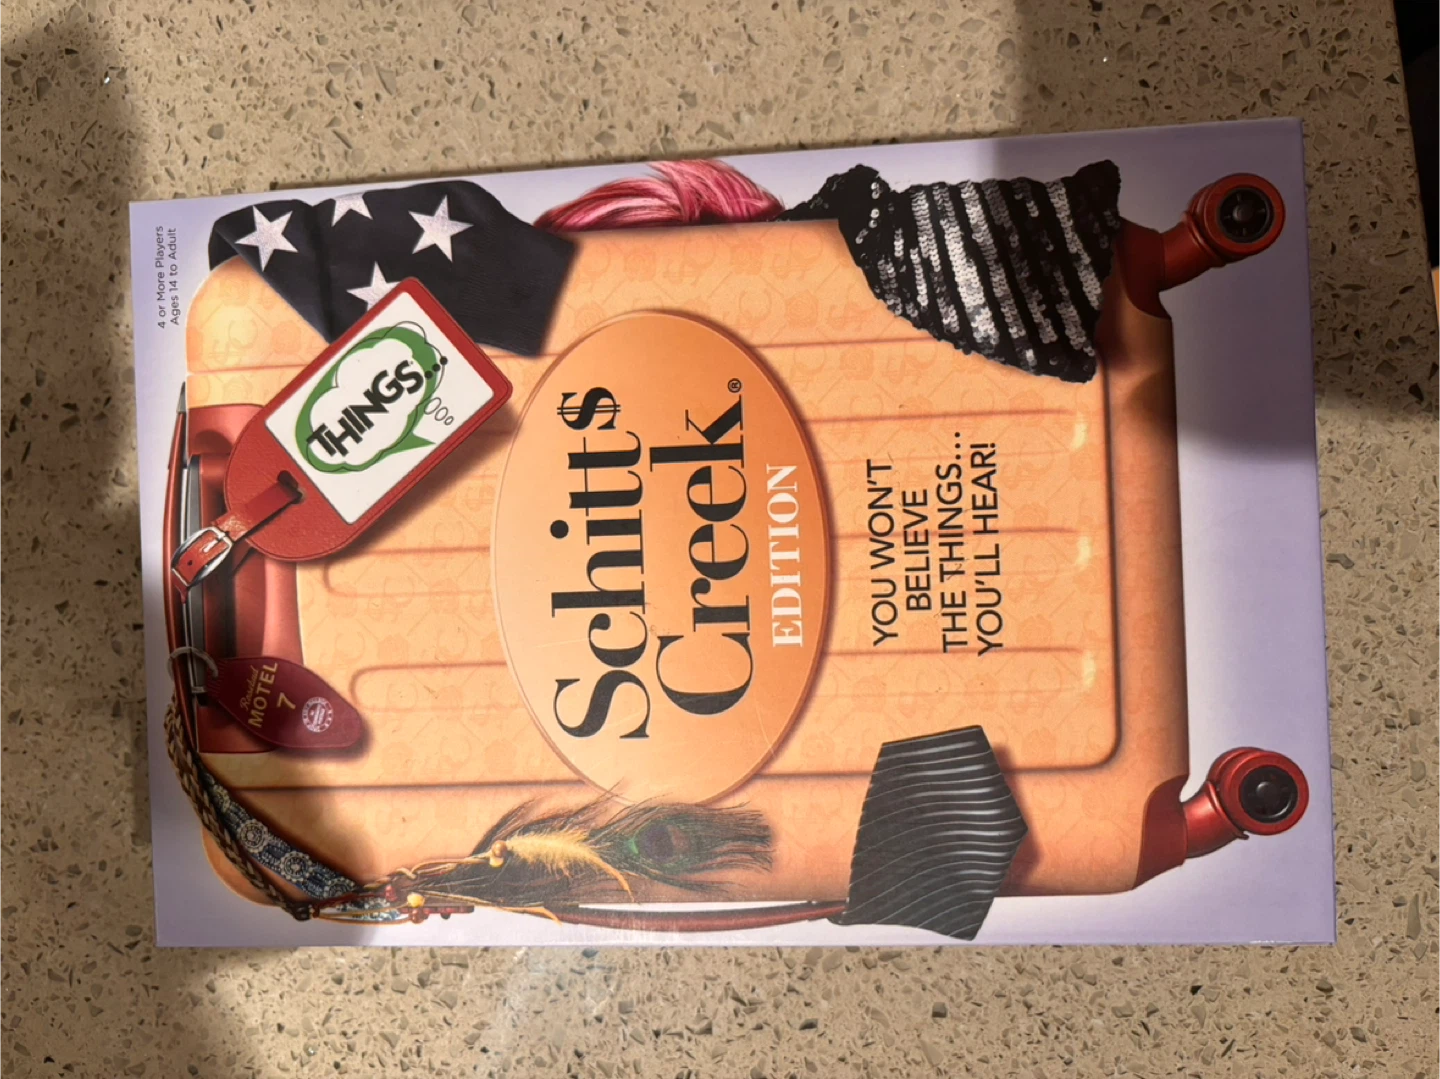 4 or More Players
Ages 14 to Adult
THINGS...
Rosebud
MOTEL
7
Schitt$
Creek®
EDITION
YOU WON'T
BELIEVE
THE THINGS...
YOU'LL HEAR!